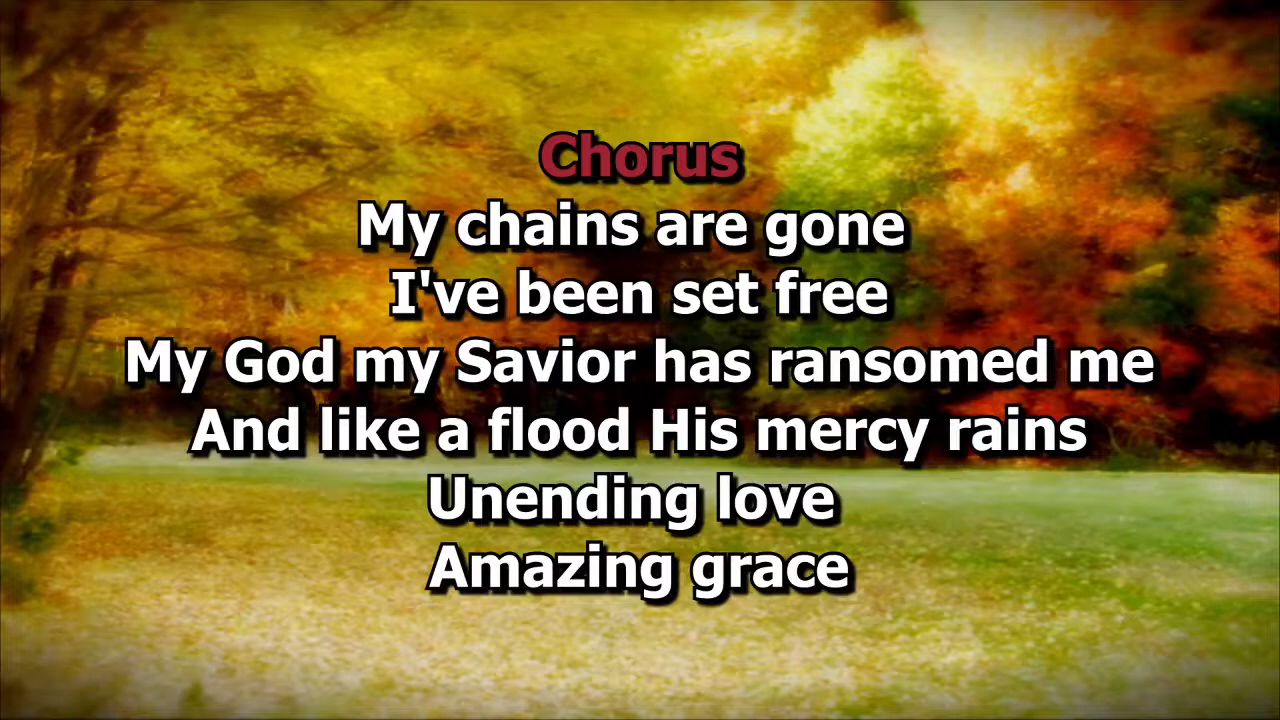 Chorus
My chains are gone
I've been set free
My God my Savior has ransomed me
And like a flood His mercy rains
Unending love
Amazing grace